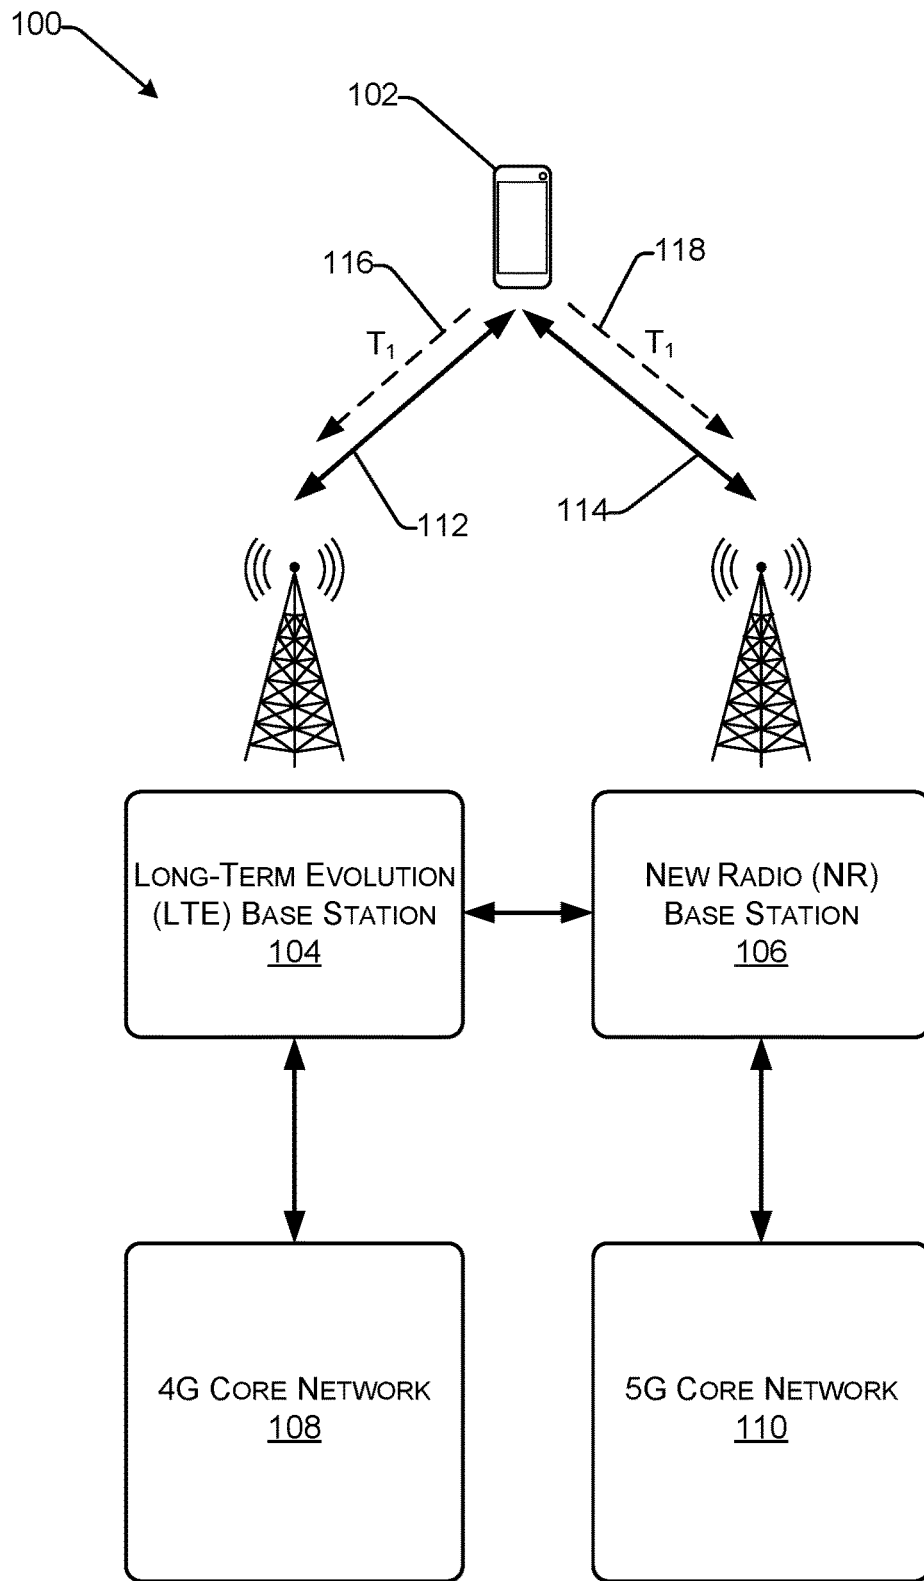 100
102
116
118
T₁
T₁
112
114
LONG-TERM EVOLUTION
(LTE) BASE STATION
104
NEW RADIO (NR)
BASE STATION
106
4G CORE NETWORK
108
5G CORE NETWORK
110